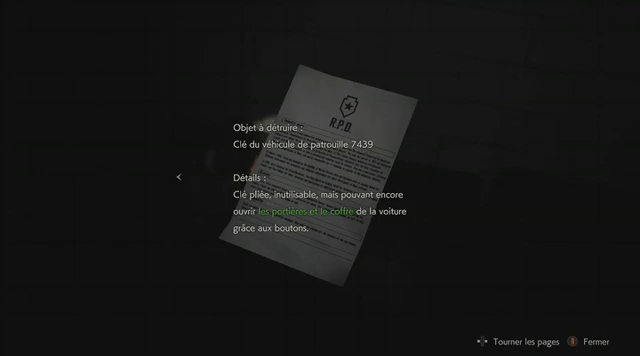 R.P.D.
Objet à détruire :
Clé du véhicule de patrouille 7439
Détails :
Clé pliée, inutilisable, mais pouvant encore
ouvrir les portières et le coffre de la voiture
grâce aux boutons.
Tourner les pages
Fermer